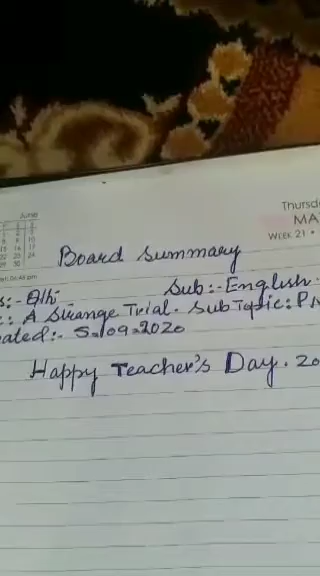 June
Thursd
MA
WEEK 21 •
Board Summary
s:- 9th Sub:- English.
: A Strange Trial. Sub Topic: P
ated:- 5.09.2020
Happy Teacher's Day. 20